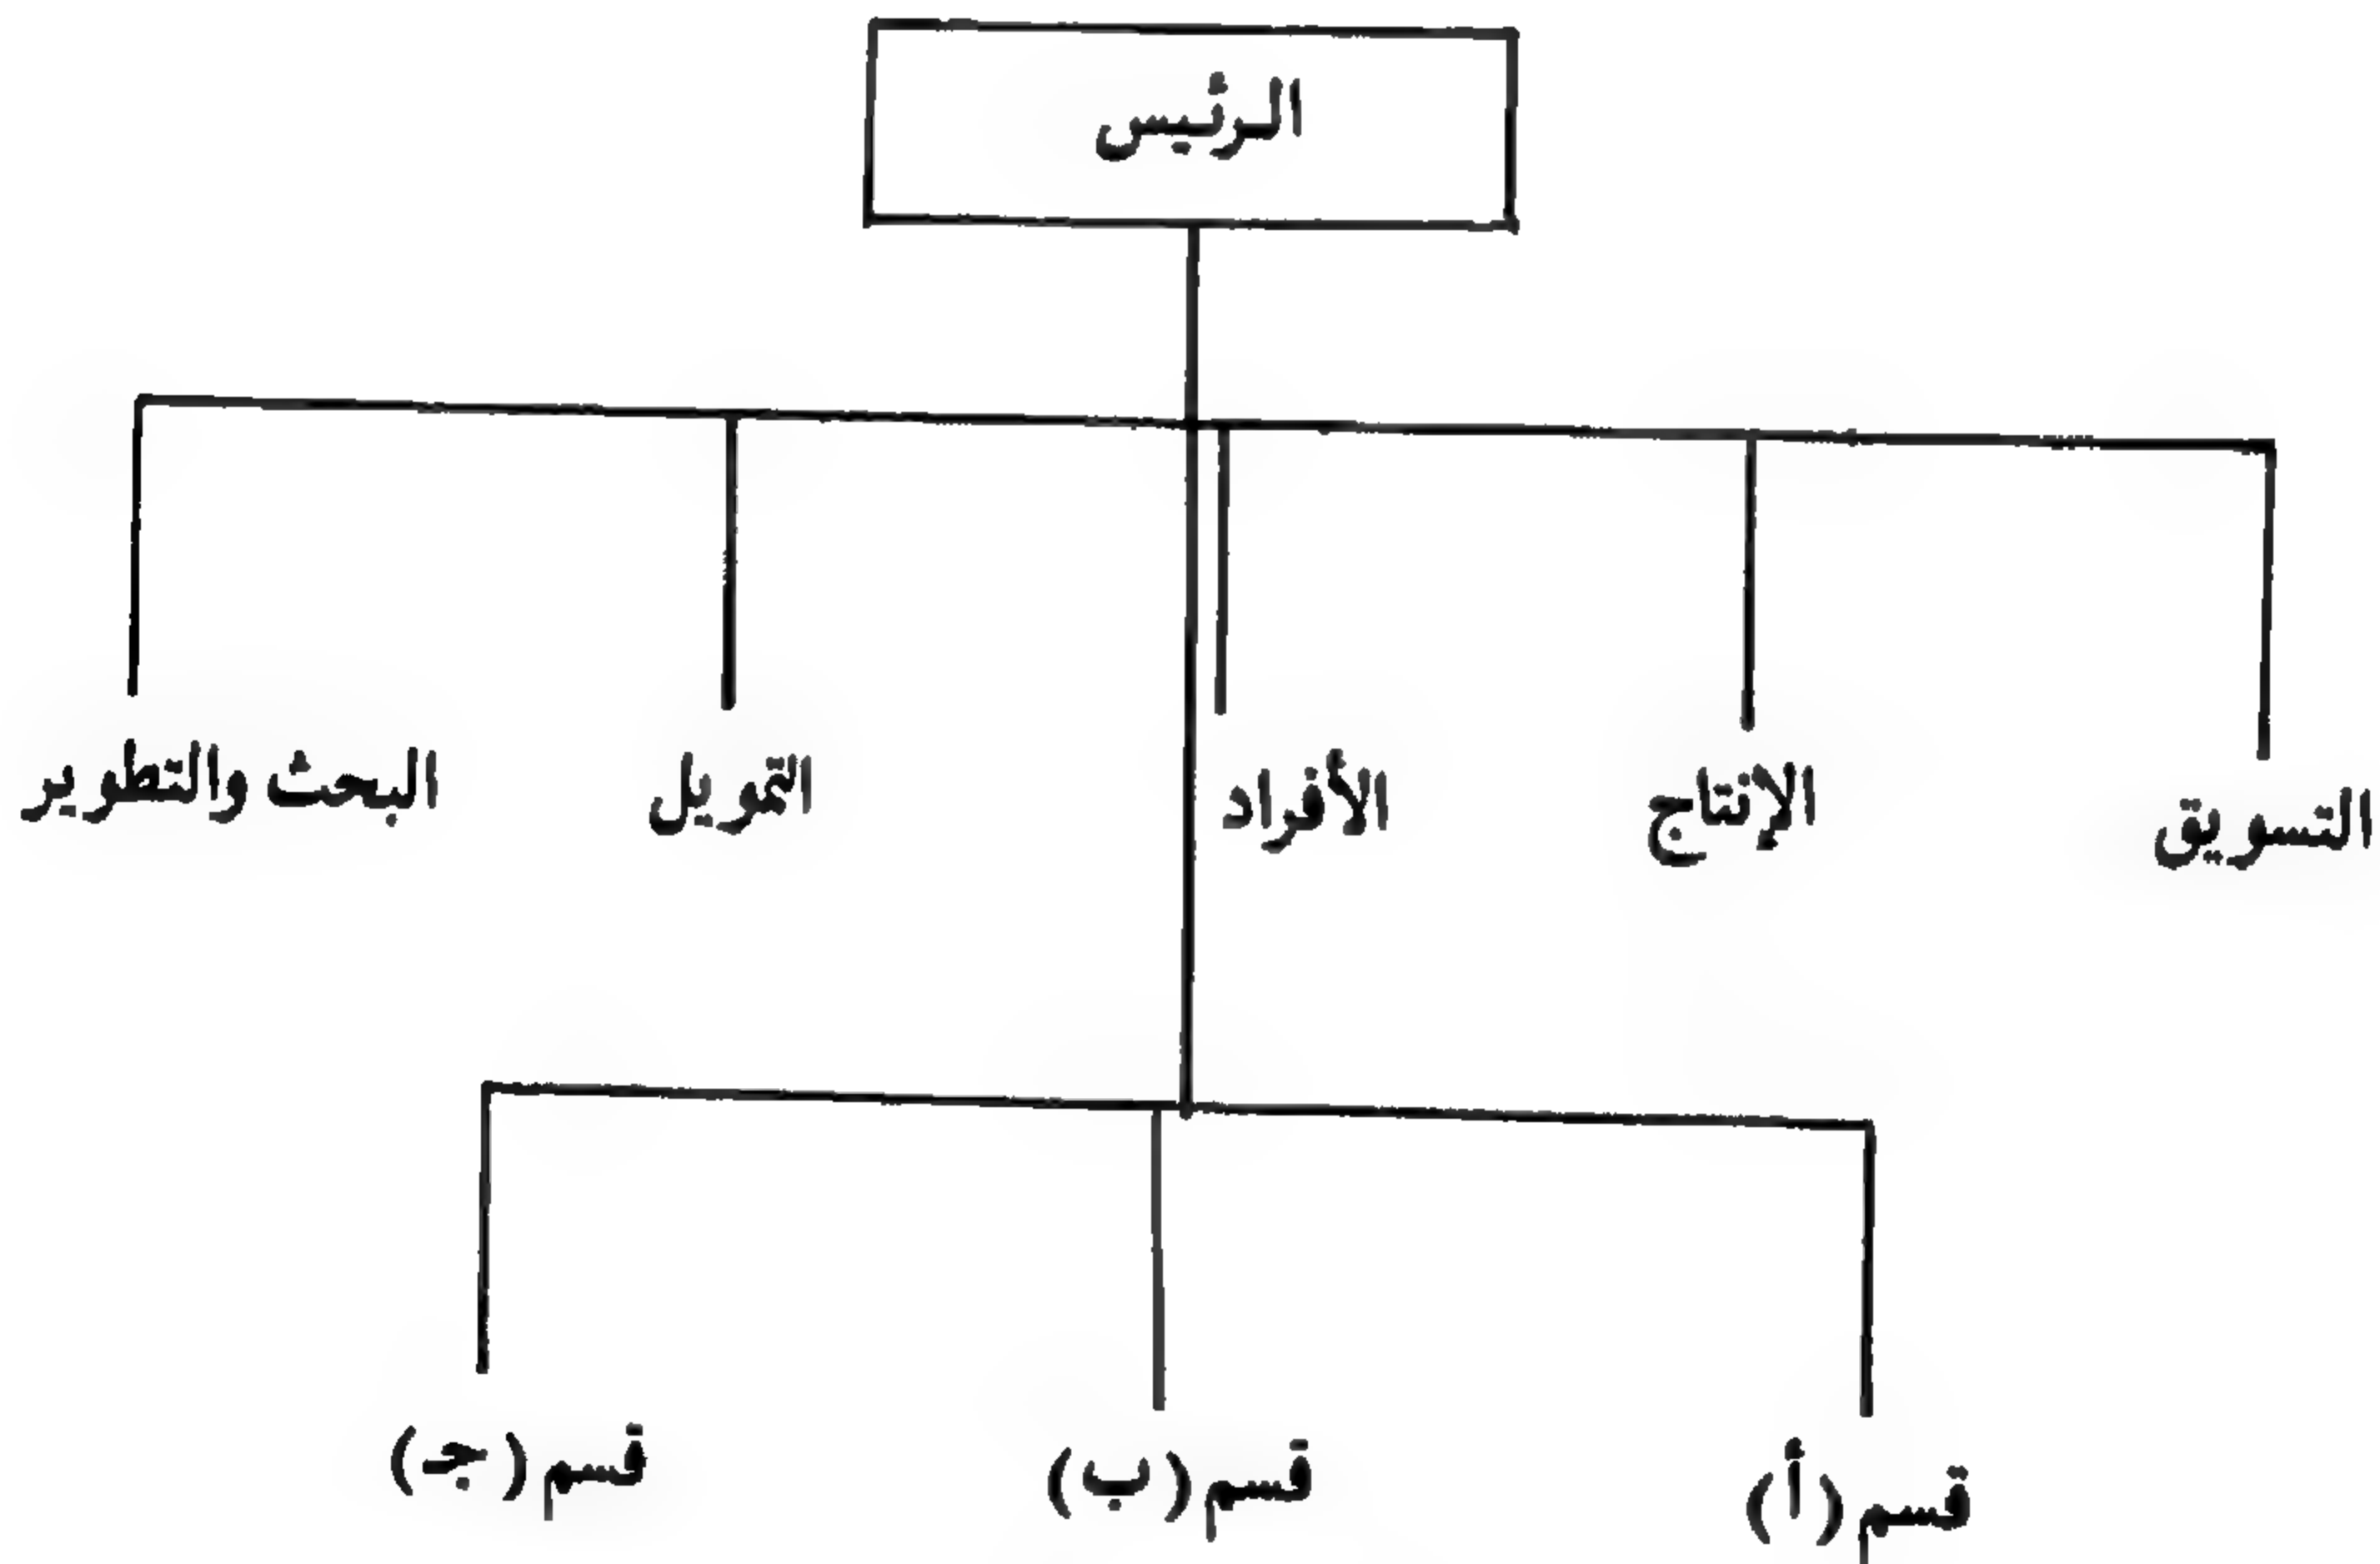 الرئيس
التسويق
الإنتاج
الأفراد
التمويل
البحث والتطوير
قسم (أ)
قسم (ب)
قسم (جـ)